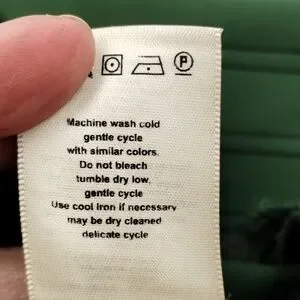 P
Machine wash cold
gentle cycle
with similar colors.
Do not bleach
tumble dry low.
gentle cycle
Use cool iron if necessary
may be dry cleaned
delicate cycle